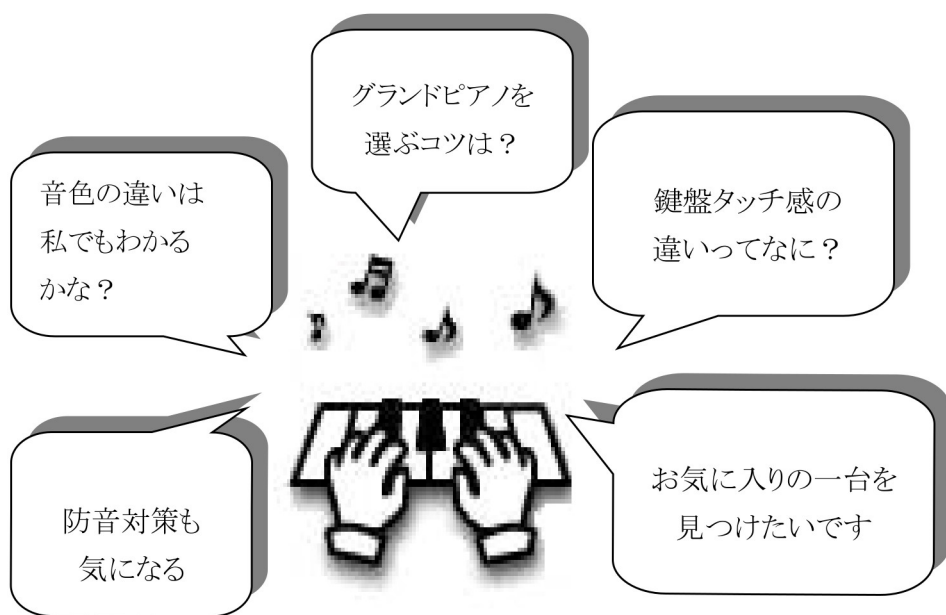 グランドピアノを
選ぶコツは？
音色の違いは
私でもわかる
かな？
鍵盤タッチ感の
違いってなに？
防音対策も
気になる
お気に入りの一台を
見つけたいです